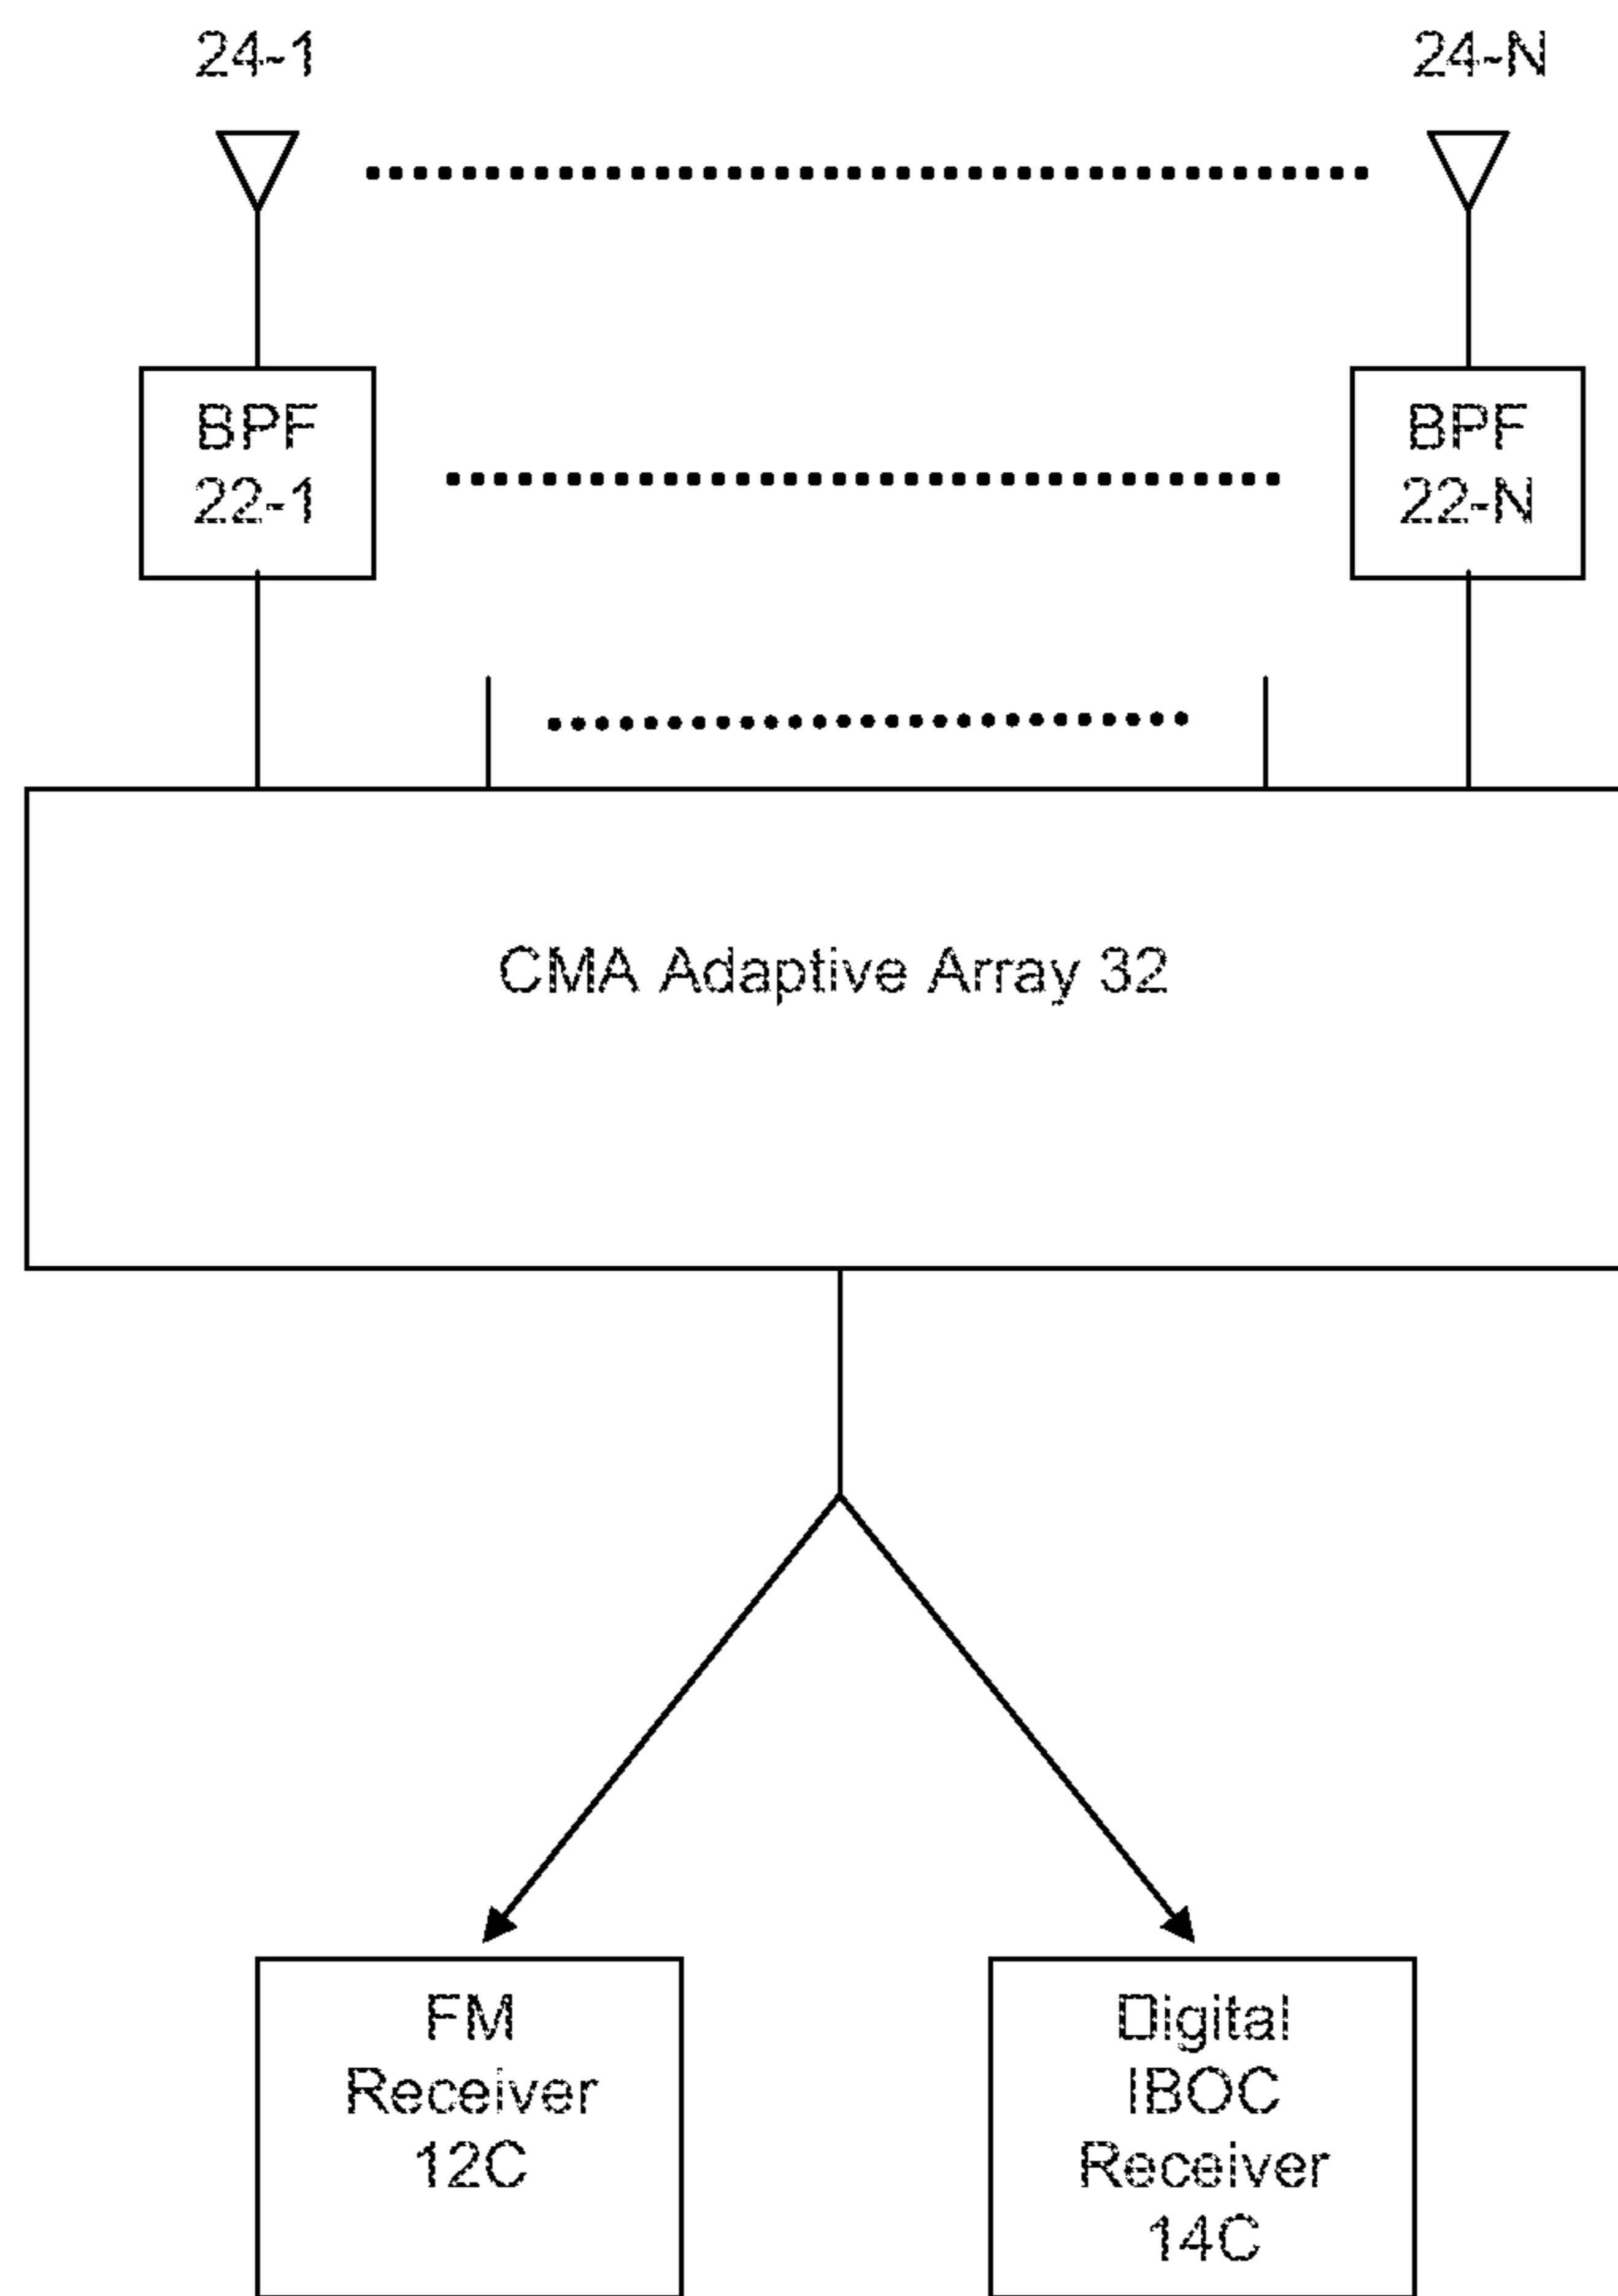 24-1
24-N
BPF
22-1
BPF
22-N
CMA Adaptive Array 32
FM
Receiver
12C
Digital
IBOC
Receiver
14C